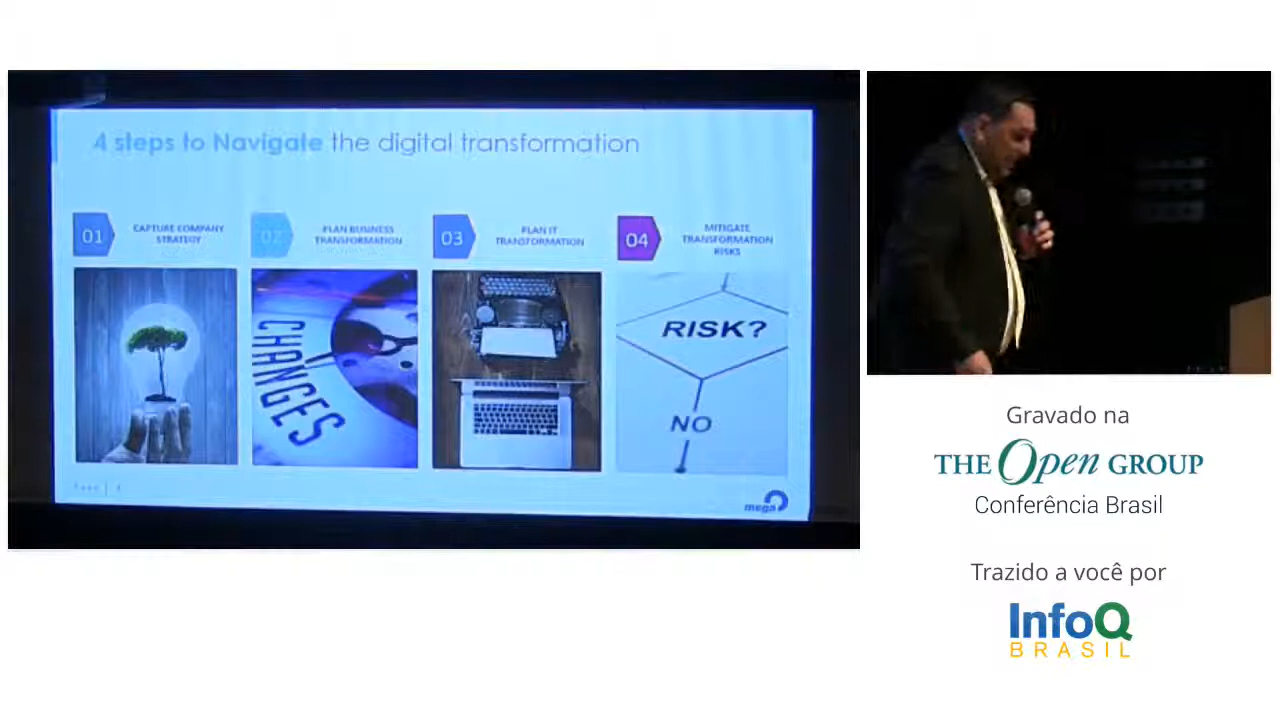 4 steps to Navigate the digital transformation
01
CAPTURE COMPANY
STRATEGY
02
PLAN BUSINESS
TRANSFORMATION
03
PLAN IT
TRANSFORMATION
04
MITIGATE
TRANSFORMATION
RISKS
CHANGES
RISK?
NO
mega
Gravado na
THE Open GROUP
Conferência Brasil
Trazido a você por
InfoQ
BRASIL